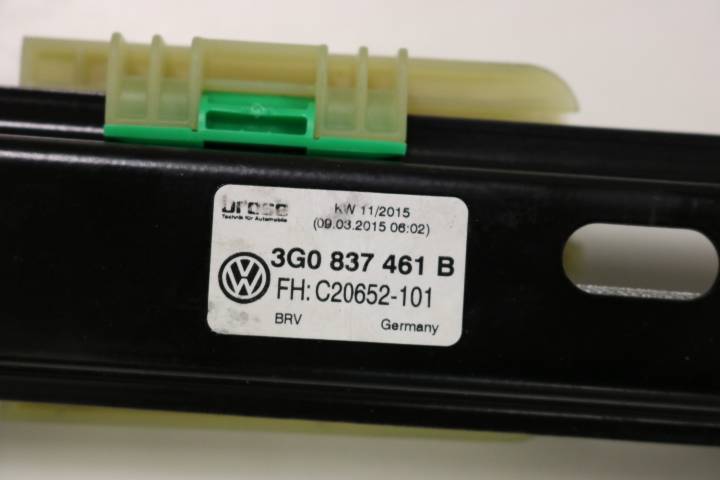 brose
Technik für Automobile
KW 11/2015
(09.03.2015 06:02)
3G0 837 461 B
FH: C20652-101
BRV
Germany